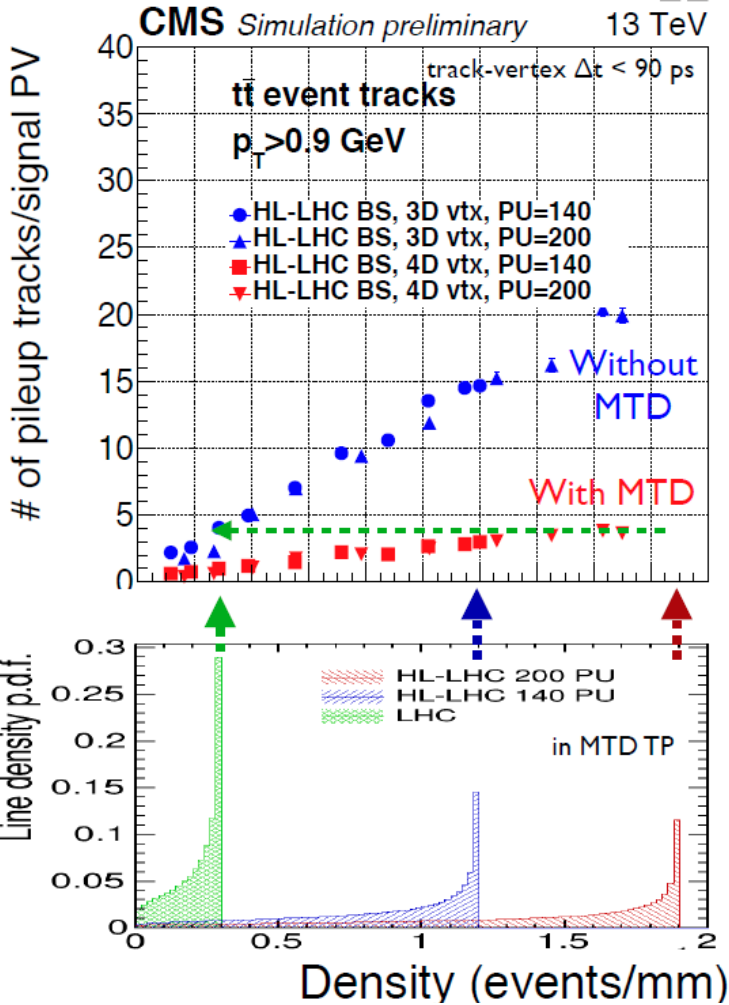 CMS Simulation preliminary 13 TeV
# of pileup tracks/signal PV
40
35
30
25
20
15
10
5
0
track-vertex Δt < 90 ps
tt̄ event tracks
p_T>0.9 GeV
HL-LHC BS, 3D vtx, PU=140
HL-LHC BS, 3D vtx, PU=200
HL-LHC BS, 4D vtx, PU=140
HL-LHC BS, 4D vtx, PU=200
Without
MTD
With MTD
Line density p.d.f.
0.3
0.25
0.2
0.15
0.1
0.05
0
HL-LHC 200 PU
HL-LHC 140 PU
LHC
in MTD TP
0 0.5 1 1.5 2
Density (events/mm)